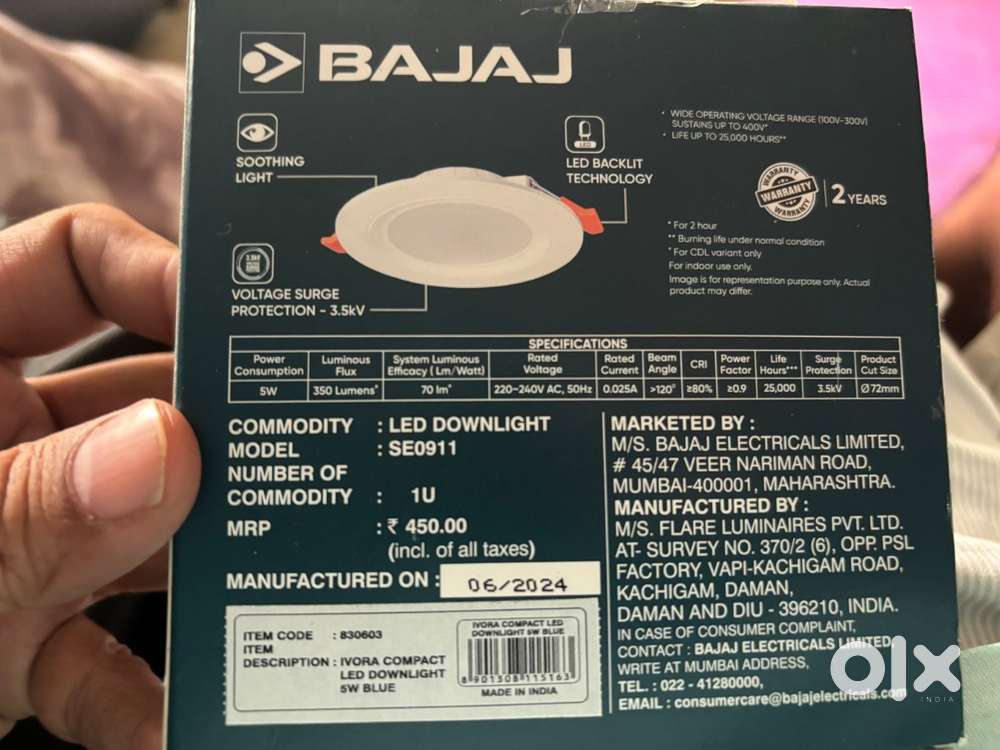 BAJAJ
SOOTHING
LIGHT
LED
LED BACKLIT
TECHNOLOGY
• WIDE OPERATING VOLTAGE RANGE (100V-300V)
SUSTAINS UP TO 400V*
• LIFE UP TO 25,000 HOURS**
WARRANTY
WARRANTY
WARRANTY
2 YEARS
* For 2 hour
** Burning life under normal condition
* For CDL variant only
For indoor use only.
Image is for representation purpose only. Actual
product may differ.
3.5kV
VOLTAGE SURGE
PROTECTION - 3.5kV
SPECIFICATIONS
Power Consumption Luminous Flux System Luminous Efficacy (Lm/Watt) Rated Voltage Rated Current Beam Angle CRI Power Factor Life Hours*** Surge Protection Product Cut Size
5W 350 Lumens* 70 lm* 220-240V AC, 50Hz 0.025A >120° ≥80% ≥0.9 25,000 3.5kV Ø72mm
COMMODITY : LED DOWNLIGHT
MODEL : SE0911
NUMBER OF
COMMODITY : 1U
MRP : ₹ 450.00
(incl. of all taxes)
MANUFACTURED ON : 06/2024
ITEM CODE : 830603
ITEM
DESCRIPTION : IVORA COMPACT
LED DOWNLIGHT
5W BLUE
IVORA COMPACT LED
DOWNLIGHT 5W BLUE
8 901308 115163
MADE IN INDIA
MARKETED BY :
M/S. BAJAJ ELECTRICALS LIMITED,
# 45/47 VEER NARIMAN ROAD,
MUMBAI-400001, MAHARASHTRA.
MANUFACTURED BY :
M/S. FLARE LUMINAIRES PVT. LTD.
AT- SURVEY NO. 370/2 (6), OPP. PSL
FACTORY, VAPI-KACHIGAM ROAD,
KACHIGAM, DAMAN,
DAMAN AND DIU - 396210, INDIA.
IN CASE OF CONSUMER COMPLAINT,
CONTACT : BAJAJ ELECTRICALS LIMITED,
WRITE AT MUMBAI ADDRESS,
TEL. : 022 - 41280000,
EMAIL : consumercare@bajajelectricals.com
olx
INDIA